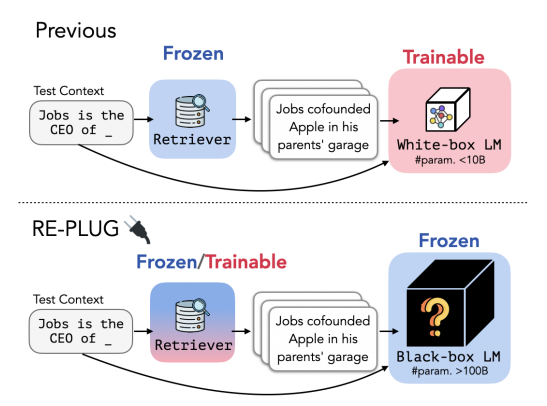 Previous
Frozen
Trainable
Test Context
Jobs is the
CEO of _
Retriever
Jobs cofounded
Apple in his
parents' garage
White-box LM
#param. <10B
RE-PLUG
Frozen/Trainable
Frozen
Test Context
Jobs is the
CEO of _
Retriever
Jobs cofounded
Apple in his
parents' garage
?
Black-box LM
#param. >100B